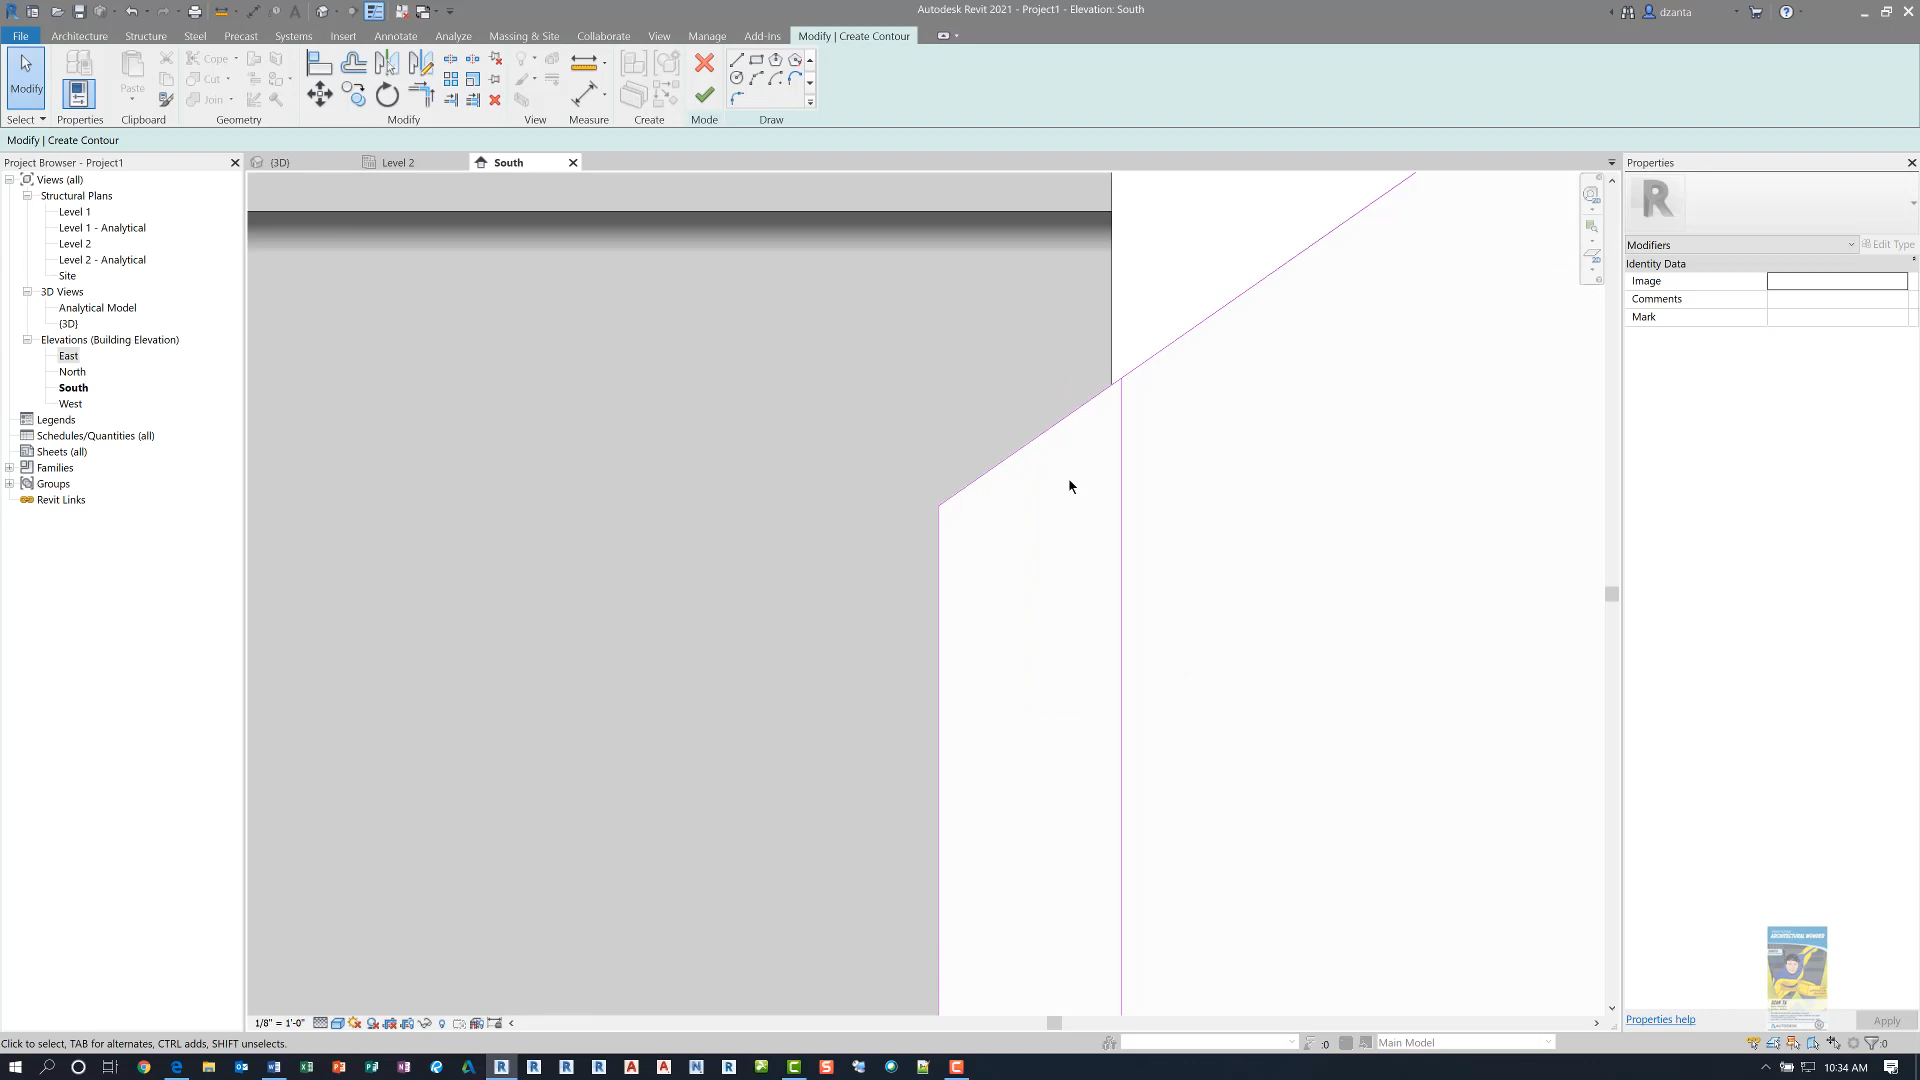 Autodesk Revit 2021 - Project1 - Elevation: South
dzanta
File Architecture Structure Steel Precast Systems Insert Annotate Analyze Massing & Site Collaborate View Manage Add-Ins Modify | Create Contour
Modify
Paste
Cope
Cut
Join
Select Properties Clipboard Geometry Modify View Measure Create Mode Draw
Modify | Create Contour
Project Browser - Project1
{3D}
Level 2
South
Properties
Views (all)
Structural Plans
Level 1
Level 1 - Analytical
Level 2
Level 2 - Analytical
Site
3D Views
Analytical Model
{3D}
Elevations (Building Elevation)
East
North
South
West
Legends
Schedules/Quantities (all)
Sheets (all)
Families
Groups
Revit Links
Modifiers
Edit Type
Identity Data
Image
Comments
Mark
ARCHITECTURAL WONDER
AUTODESK
Properties help
Apply
1/8" = 1'-0"
Click to select, TAB for alternates, CTRL adds, SHIFT unselects.
:0
Main Model
:0
10:34 AM